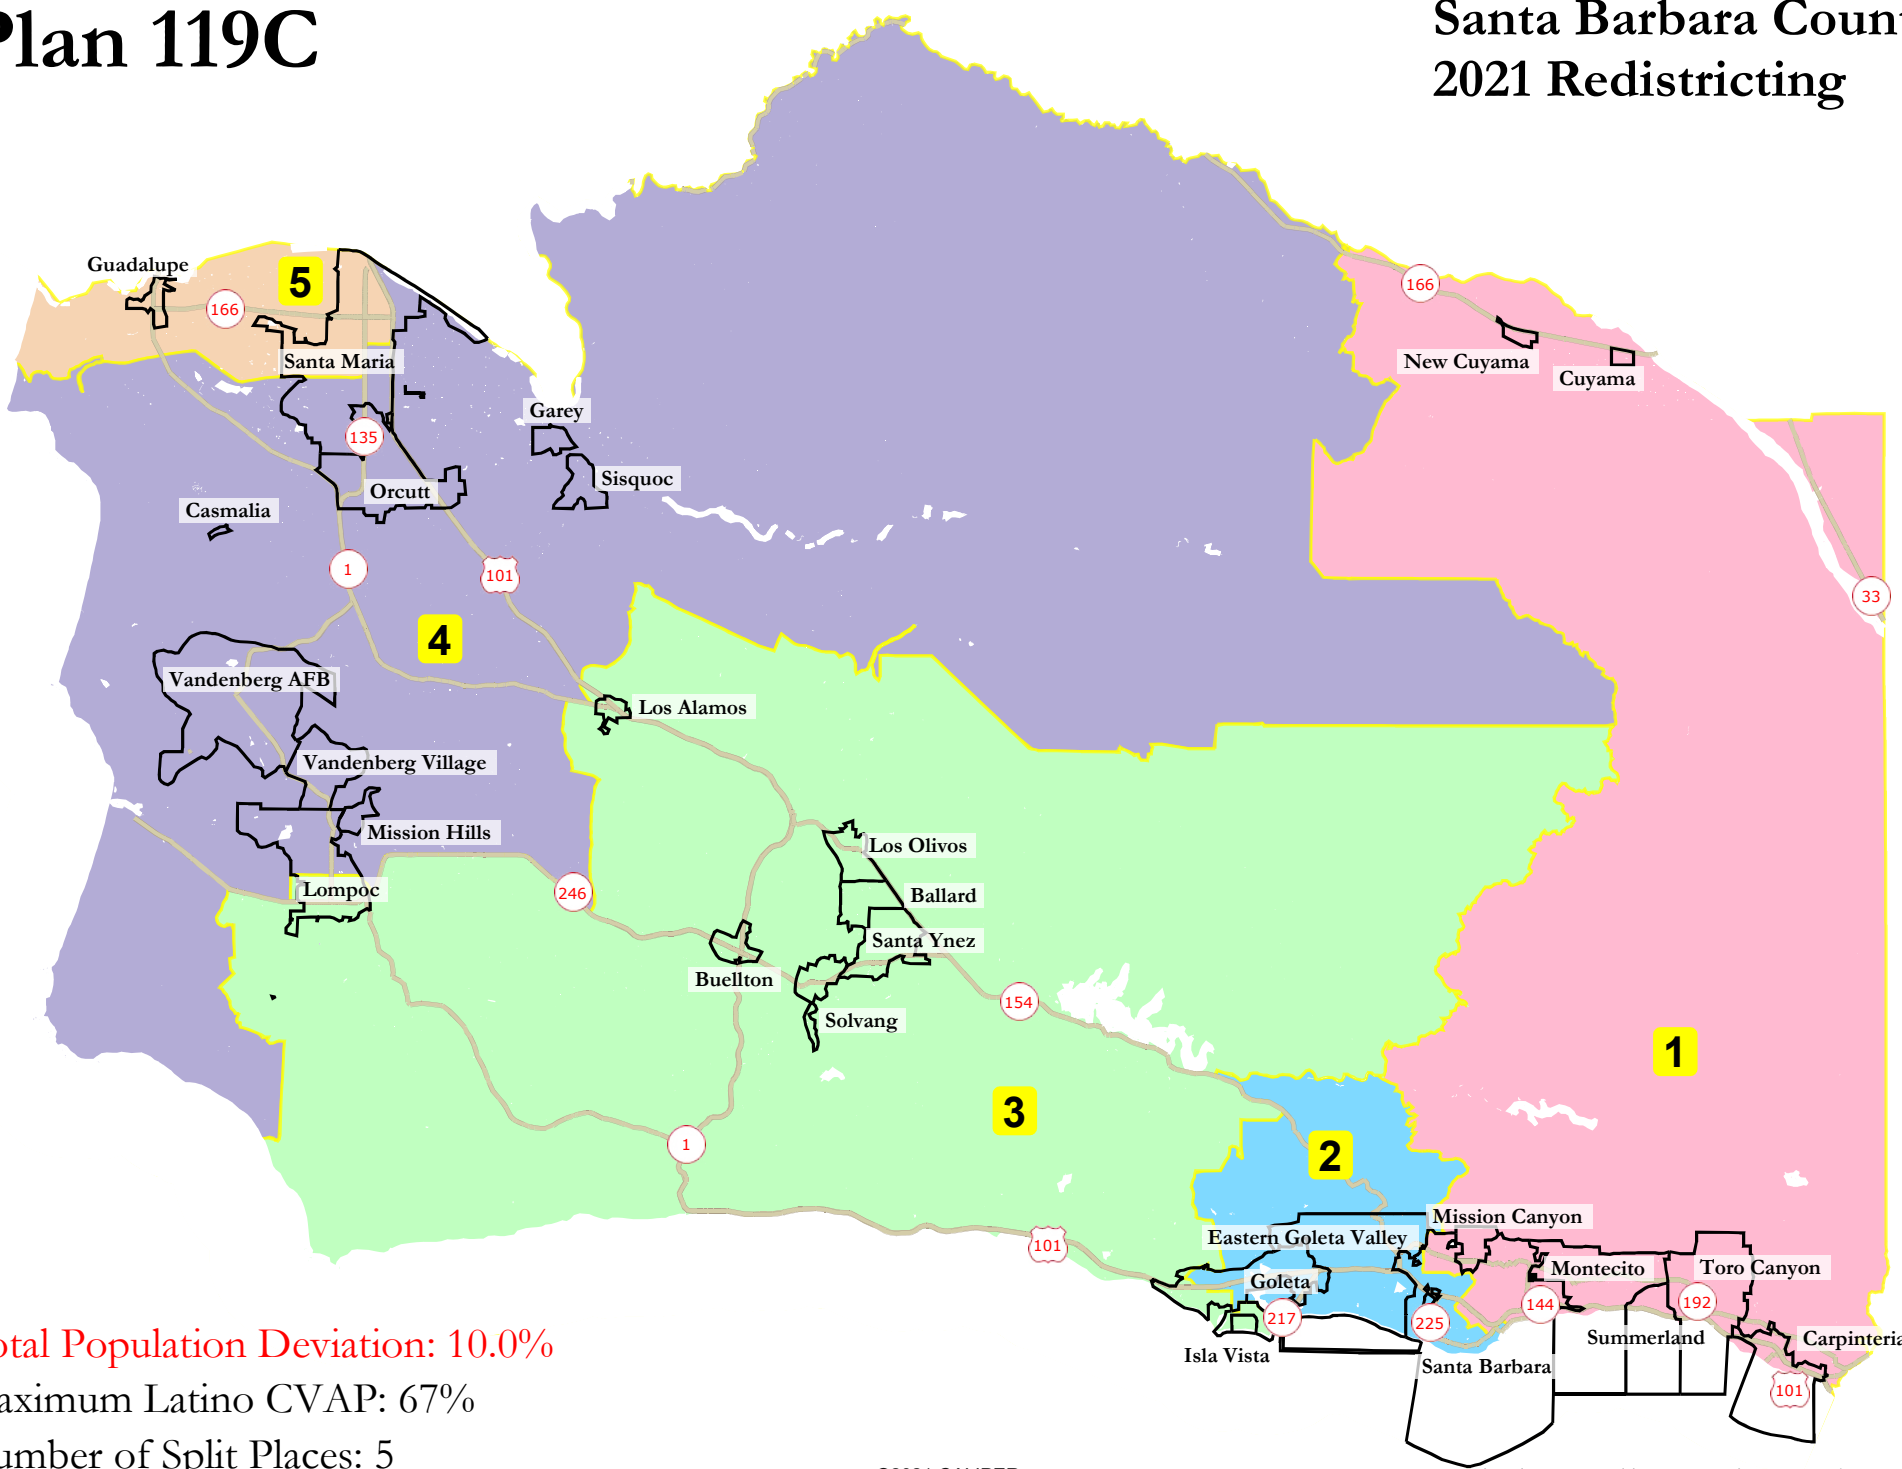 Plan 119C
Santa Barbara Coun
2021 Redistricting
Guadalupe
5
166
166
Santa Maria
New Cuyama
Cuyama
Garey
135
Sisquoc
Orcutt
Casmalia
1
101
33
4
Vandenberg AFB
Los Alamos
Vandenberg Village
Mission Hills
Los Olivos
Lompoc
246
Ballard
Santa Ynez
Buellton
154
Solvang
1
3
2
1
Mission Canyon
Eastern Goleta Valley
101
Montecito
Toro Canyon
Goleta
144
192
217
225
Summerland
Carpinteria
Isla Vista
Santa Barbara
101
otal Population Deviation: 10.0%
aximum Latino CVAP: 67%
umber of Split Places: 5